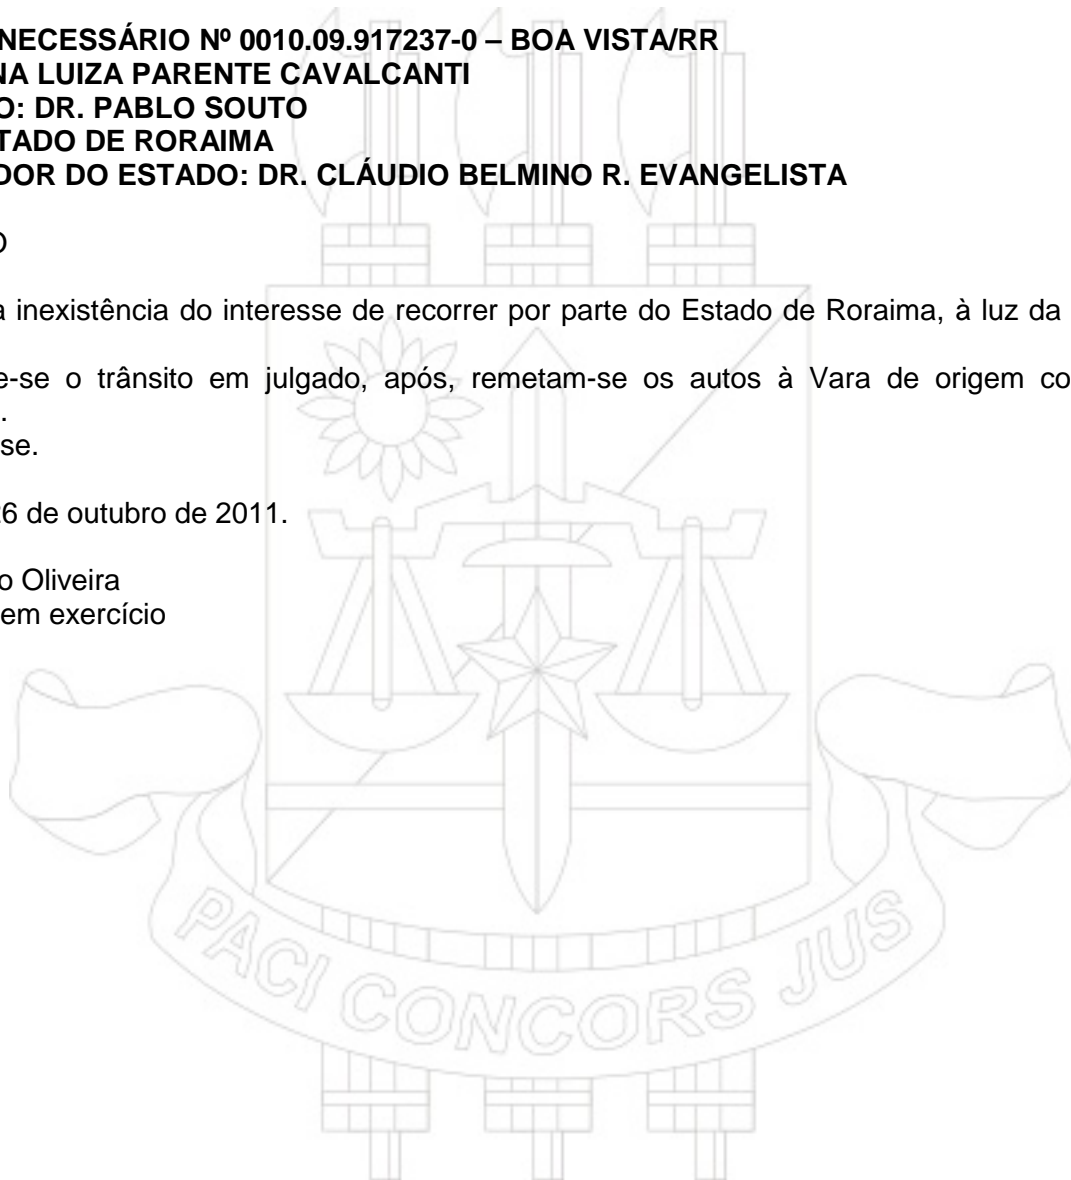 NECESSÁRIO Nº 0010.09.917237-0 – BOA VISTA/RR
NA LUIZA PARENTE CAVALCANTI
O: DR. PABLO SOUTO
TADO DE RORAIMA
DOR DO ESTADO: DR. CLÁUDIO BELMINO R. EVANGELISTA
O
a inexistência do interesse de recorrer por parte do Estado de Roraima, à luz da
e-se o trânsito em julgado, após, remetam-se os autos à Vara de origem co
.
se.
26 de outubro de 2011.
o Oliveira
em exercício
PACI CONCORS JUS